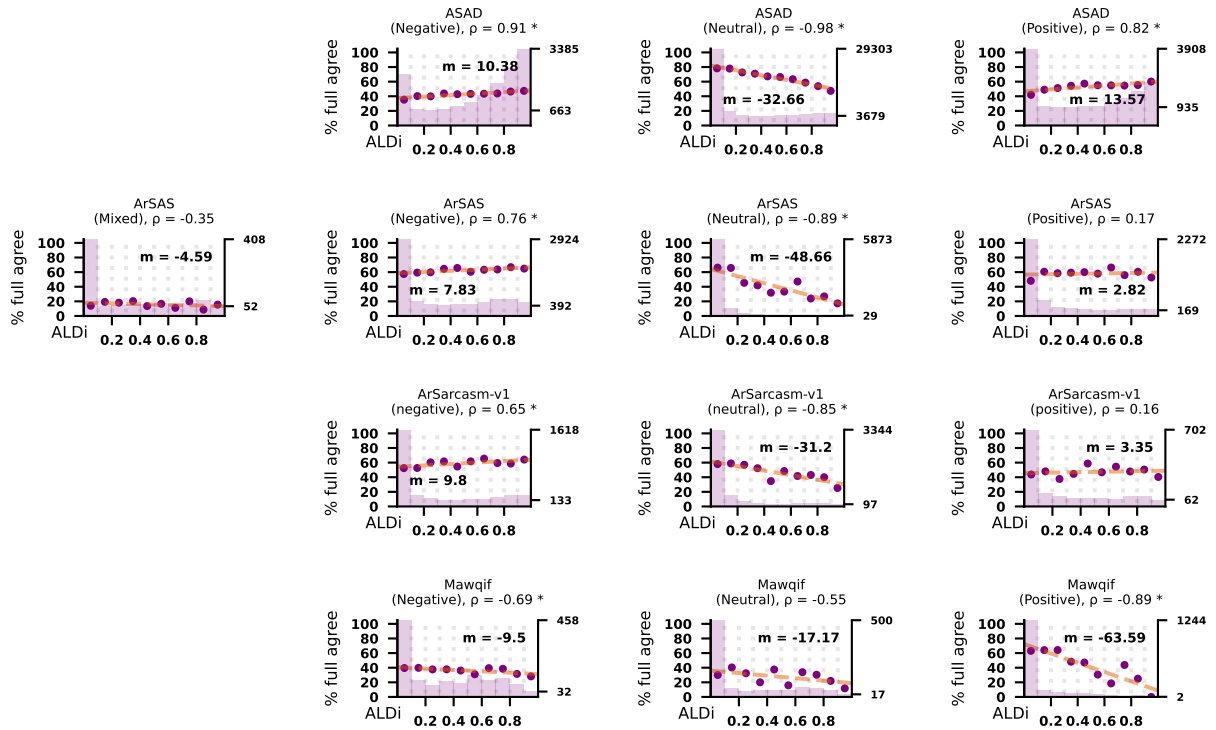 ASAD
(Negative), ρ = 0.91 *
% full agree
100
80
60
40
20
0
m = 10.38
3385
663
ALDi
0.2 0.4 0.6 0.8
ASAD
(Neutral), ρ = -0.98 *
% full agree
100
80
60
40
20
0
m = -32.66
29303
3679
ALDi
0.2 0.4 0.6 0.8
ASAD
(Positive), ρ = 0.82 *
% full agree
100
80
60
40
20
0
m = 13.57
3908
935
ALDi
0.2 0.4 0.6 0.8
ArSAS
(Mixed), ρ = -0.35
% full agree
100
80
60
40
20
0
m = -4.59
408
52
ALDi
0.2 0.4 0.6 0.8
ArSAS
(Negative), ρ = 0.76 *
% full agree
100
80
60
40
20
0
m = 7.83
2924
392
ALDi
0.2 0.4 0.6 0.8
ArSAS
(Neutral), ρ = -0.89 *
% full agree
100
80
60
40
20
0
m = -48.66
5873
29
ALDi
0.2 0.4 0.6 0.8
ArSAS
(Positive), ρ = 0.17
% full agree
100
80
60
40
20
0
m = 2.82
2272
169
ALDi
0.2 0.4 0.6 0.8
ArSarcasm-v1
(negative), ρ = 0.65 *
% full agree
100
80
60
40
20
0
m = 9.8
1618
133
ALDi
0.2 0.4 0.6 0.8
ArSarcasm-v1
(neutral), ρ = -0.85 *
% full agree
100
80
60
40
20
0
m = -31.2
3344
97
ALDi
0.2 0.4 0.6 0.8
ArSarcasm-v1
(positive), ρ = 0.16
% full agree
100
80
60
40
20
0
m = 3.35
702
62
ALDi
0.2 0.4 0.6 0.8
Mawqif
(Negative), ρ = -0.69 *
% full agree
100
80
60
40
20
0
m = -9.5
458
32
ALDi
0.2 0.4 0.6 0.8
Mawqif
(Neutral), ρ = -0.55
% full agree
100
80
60
40
20
0
m = -17.17
500
17
ALDi
0.2 0.4 0.6 0.8
Mawqif
(Positive), ρ = -0.89 *
% full agree
100
80
60
40
20
0
m = -63.59
1244
2
ALDi
0.2 0.4 0.6 0.8